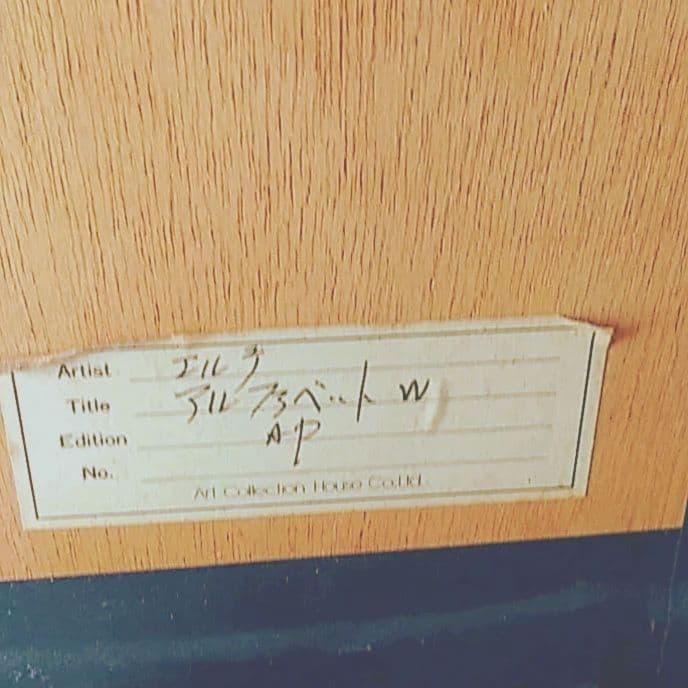 Artist エルテ
Title アルファベット W
Edition AP
No.
Art Collection House Co,Ltd.